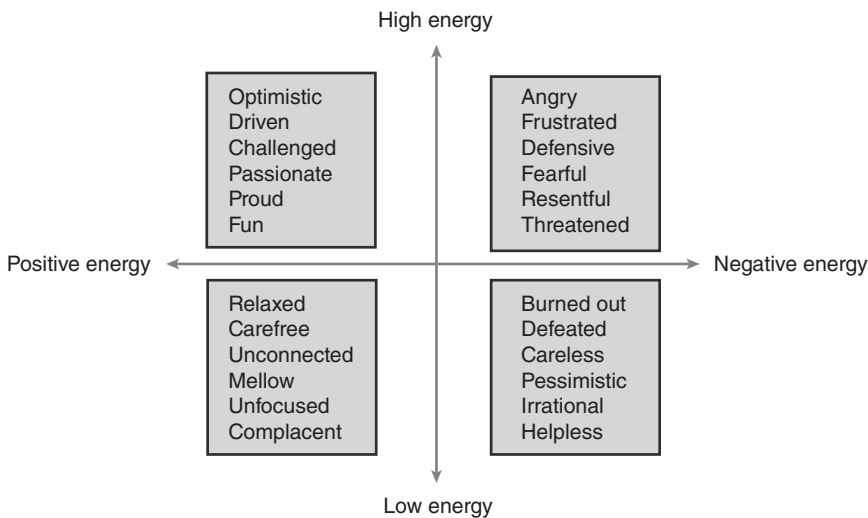 High energy
Optimistic
Driven
Challenged
Passionate
Proud
Fun
Angry
Frustrated
Defensive
Fearful
Resentful
Threatened
Positive energy
Negative energy
Relaxed
Carefree
Unconnected
Mellow
Unfocused
Complacent
Burned out
Defeated
Careless
Pessimistic
Irrational
Helpless
Low energy